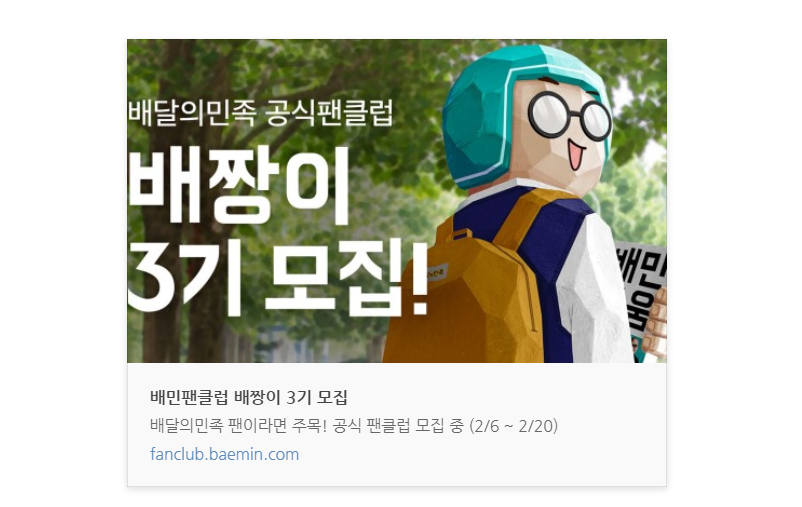 배달의민족 공식팬클럽
배짱이
3기 모집!
배민
배민팬클럽 배짱이 3기 모집
배달의민족 팬이라면 주목! 공식 팬클럽 모집 중 (2/6 ~ 2/20)
fanclub.baemin.com